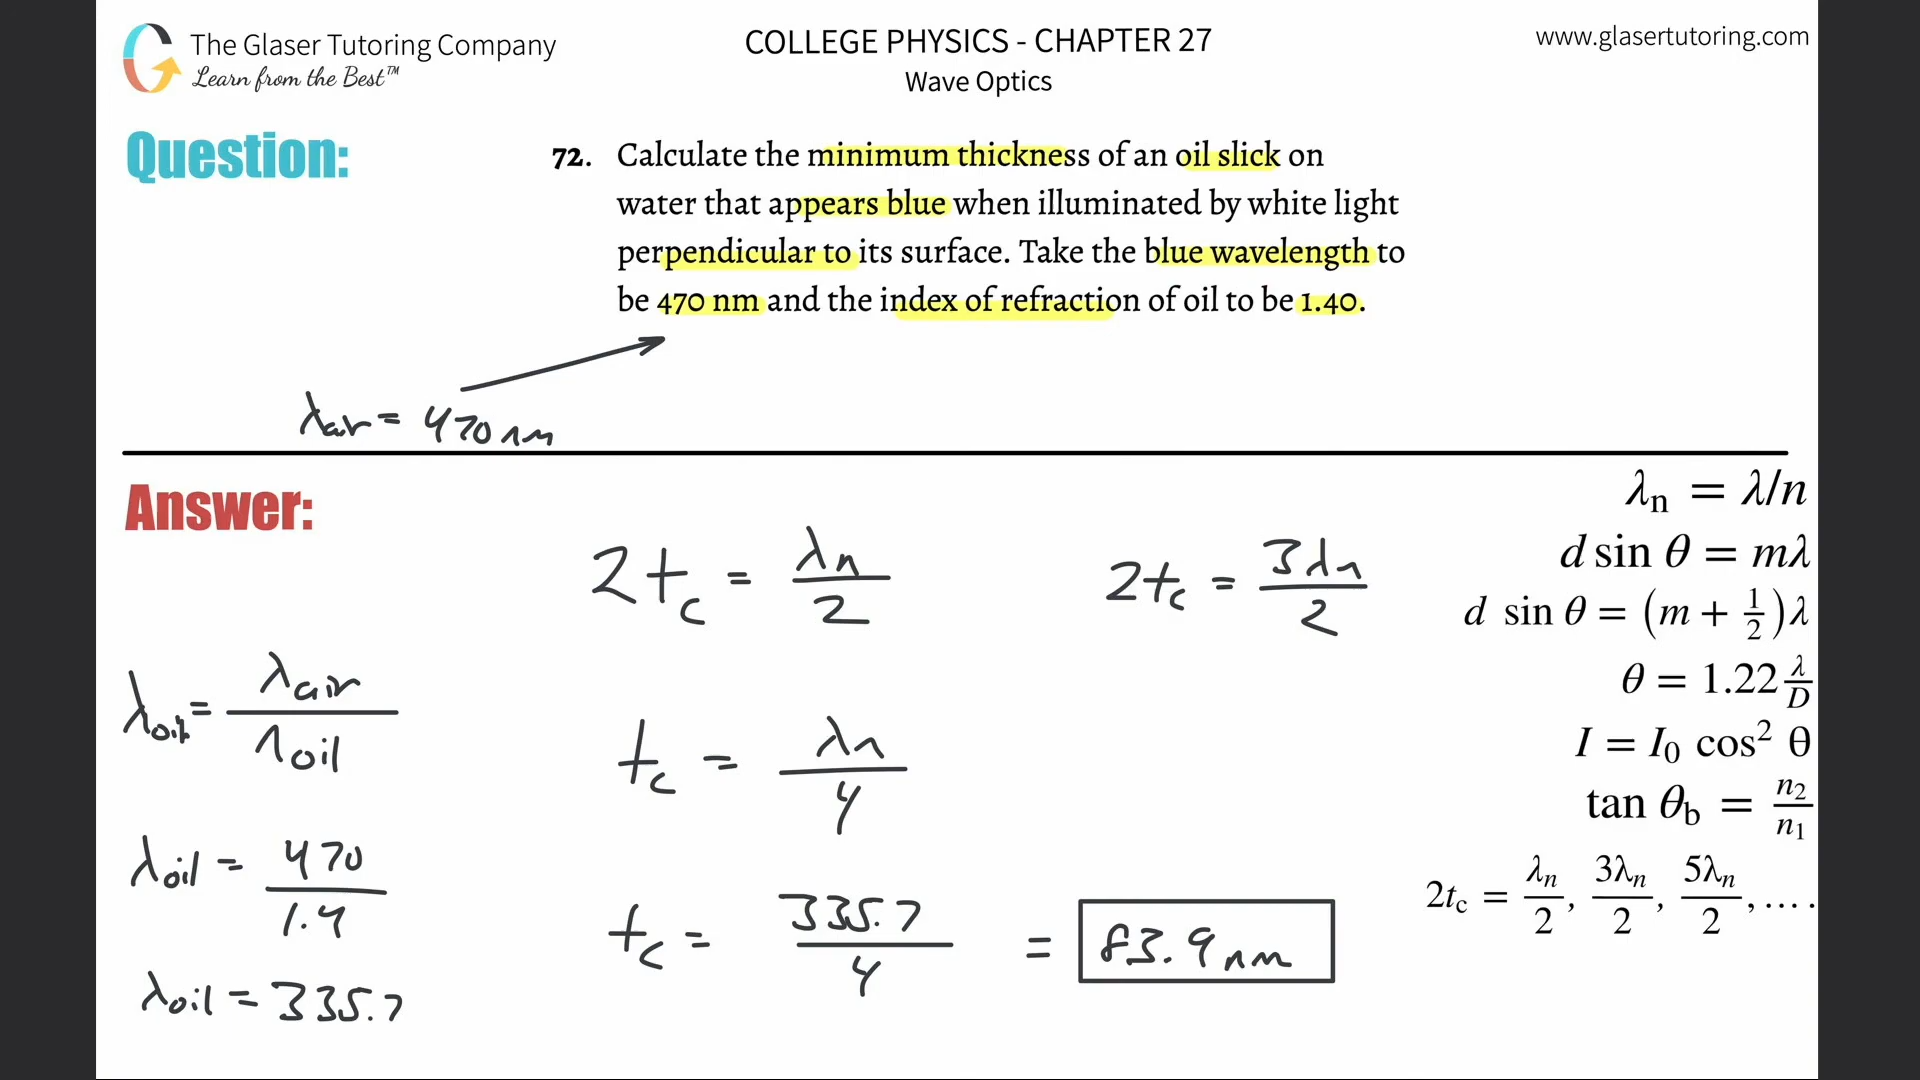 The Glaser Tutoring Company
Learn from the Best™
COLLEGE PHYSICS - CHAPTER 27
Wave Optics
www.glasertutoring.com
Question:
72. Calculate the minimum thickness of an oil slick on
water that appears blue when illuminated by white light
perpendicular to its surface. Take the blue wavelength to
be 470 nm and the index of refraction of oil to be 1.40.
λair = 470 nm
Answer:
2tc = λn/2
2tc = 3λn/2
λoil = λair/noil
tc = λn/4
λoil = 470/1.4
tc = 335.7/4 = 83.9 nm
λoil = 335.7
λn = λ/n
d sin θ = mλ
d sin θ = (m + 1/2)λ
θ = 1.22 λ/D
I = I0 cos² θ
tan θb = n2/n1
2tc = λn/2, 3λn/2, 5λn/2, ....